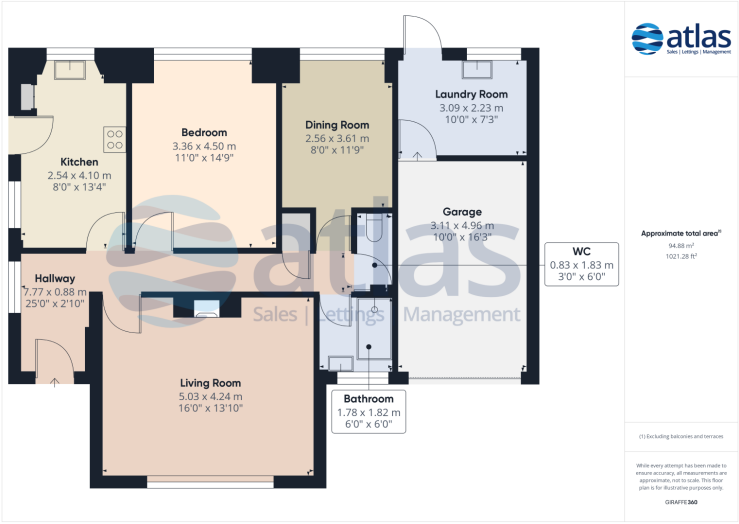 Kitchen
2.54 x 4.10 m
8'0" x 13'4"
Bedroom
3.36 x 4.50 m
11'0" x 14'9"
Dining Room
2.56 x 3.61 m
8'0" x 11'9"
Laundry Room
3.09 x 2.23 m
10'0" x 7'3"
Garage
3.11 x 4.96 m
10'0" x 16'3"
WC
0.83 x 1.83 m
3'0" x 6'0"
Hallway
7.77 x 0.88 m
25'0" x 2'10"
Living Room
5.03 x 4.24 m
16'0" x 13'10"
Bathroom
1.78 x 1.82 m
6'0" x 6'0"
atlas
Sales | Lettings | Management
atlas
Sales | Lettings | Management
Approximate total area⁽¹⁾
94.88 m²
1021.28 ft²
(1) Excluding balconies and terraces
While every attempt has been made to
ensure accuracy, all measurements are
approximate, not to scale. This floor
plan is for illustrative purposes only.
GIRAFFE360